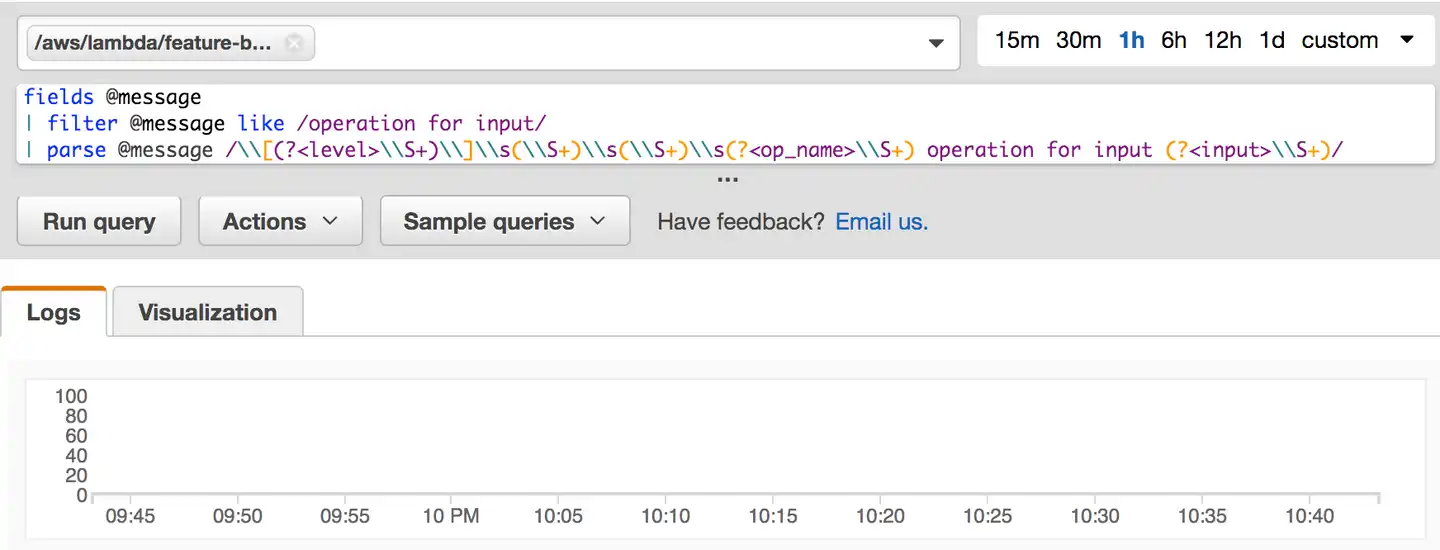 /aws/lambda/feature-b...
15m 30m 1h 6h 12h 1d custom
fields @message
| filter @message like /operation for input/
| parse @message /\\[(?<level>\\S+)\\]\\s(\\S+)\\s(\\S+)\\s(?<op_name>\\S+) operation for input (?<input>\\S+)/
...
Run query Actions Sample queries Have feedback? Email us.
Logs Visualization
100
80
60
40
20
0
09:45 09:50 09:55 10 PM 10:05 10:10 10:15 10:20 10:25 10:30 10:35 10:40